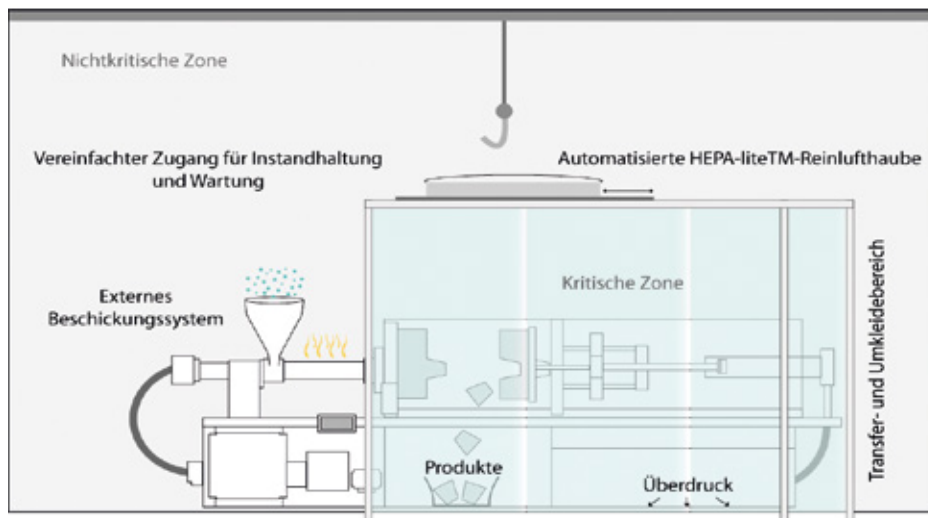 Nichtkritische Zone
Vereinfachter Zugang für Instandhaltung
und Wartung
Automatisierte HEPA-liteTM-Reinlufthaube
Externes
Beschickungssystem
Kritische Zone
Transfer- und Umkleidebereich
Produkte
Überdruck